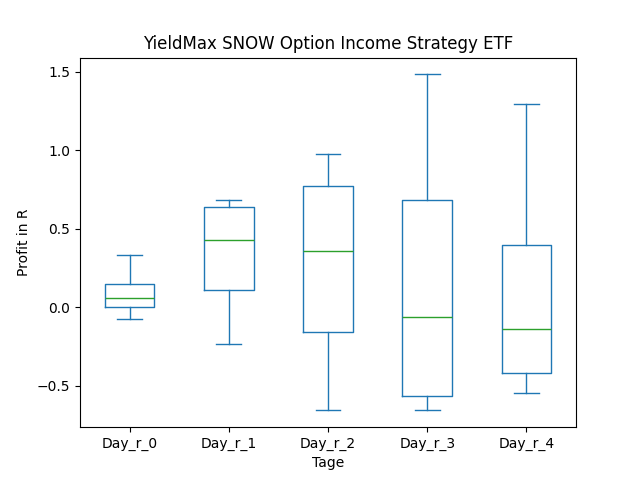 YieldMax SNOW Option Income Strategy ETF
1.5
1.0
0.5
0.0
−0.5
Profit in R
Day_r_0 Day_r_1 Day_r_2 Day_r_3 Day_r_4
Tage